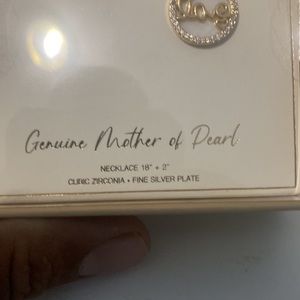 Genuine Mother of Pearl
NECKLACE 18" + 2"
CUBIC ZIRCONIA • FINE SILVER PLATE